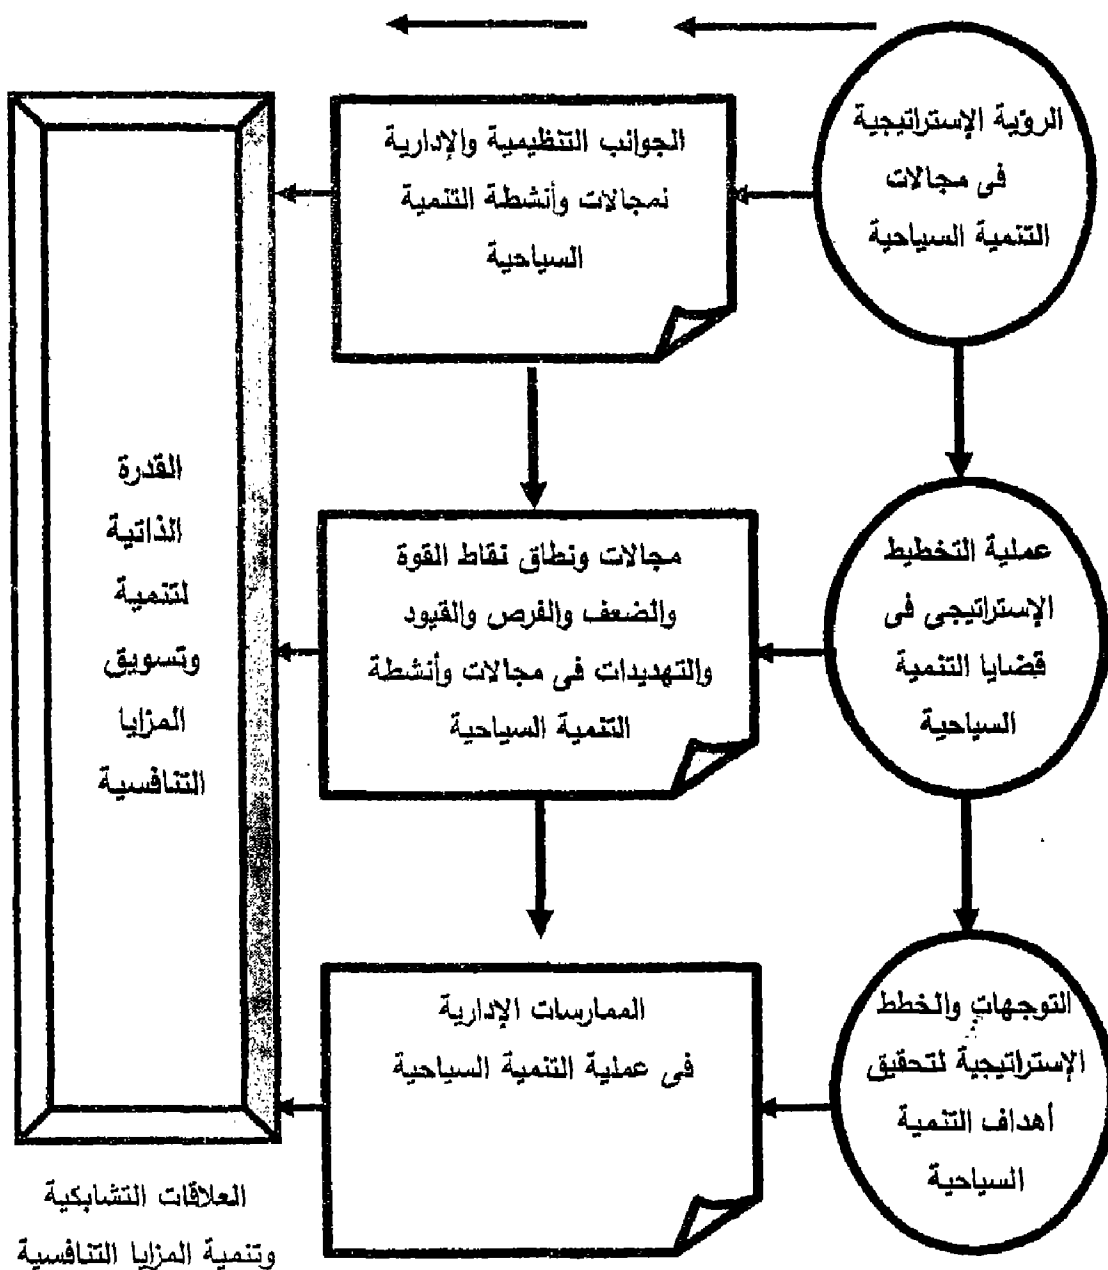 الرؤية الإستراتيجية
فى مجالات
التنمية السياحية
الجوانب التنظيمية والإدارية
لمجالات وأنشطة التنمية
السياحية
عملية التخطيط
الإستراتيجى فى
قضايا التنمية
السياحية
مجالات ونطاق نقاط القوة
والضعف والفرص والقيود
والتهديدات فى مجالات وأنشطة
التنمية السياحية
التوجهات والخطط
الإستراتيجية لتحقيق
أهداف التنمية
السياحية
الممارسات الإدارية
فى عملية التنمية السياحية
القدرة
الذاتية
لتنمية
وتسويق
المزايا
التنافسية
العلاقات التشابكية
وتنمية المزايا التنافسية